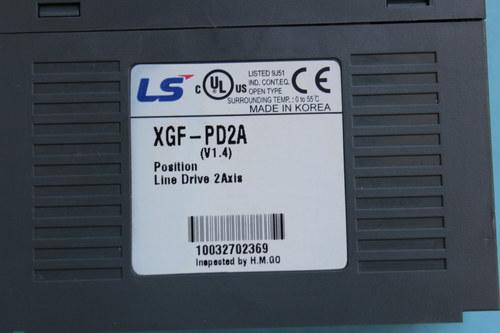 LS
C UL US
LISTED 9J51
IND. CONT. EQ.
OPEN TYPE
CE
SURROUNDING TEMP. : 0 to 55°C
MADE IN KOREA
XGF-PD2A
(V1.4)
Position
Line Drive 2Axis
10032702369
Inspected by H.M.GO